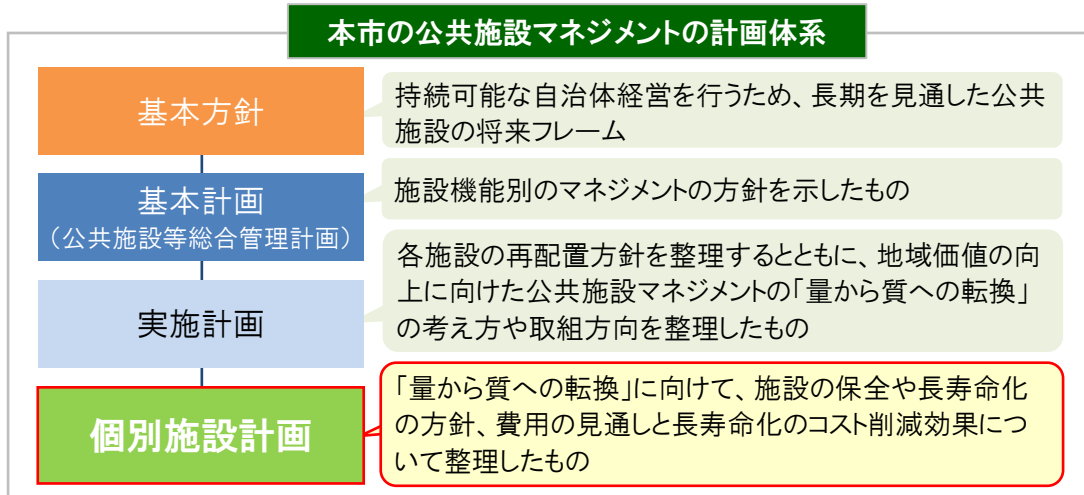 本市の公共施設マネジメントの計画体系
基本方針
持続可能な自治体経営を行うため、長期を見通した公共
施設の将来フレーム
基本計画
（公共施設等総合管理計画）
施設機能別のマネジメントの方針を示したもの
実施計画
各施設の再配置方針を整理するとともに、地域価値の向
上に向けた公共施設マネジメントの「量から質への転換」
の考え方や取組方向を整理したもの
個別施設計画
「量から質への転換」に向けて、施設の保全や長寿命化
の方針、費用の見通しと長寿命化のコスト削減効果につ
いて整理したもの